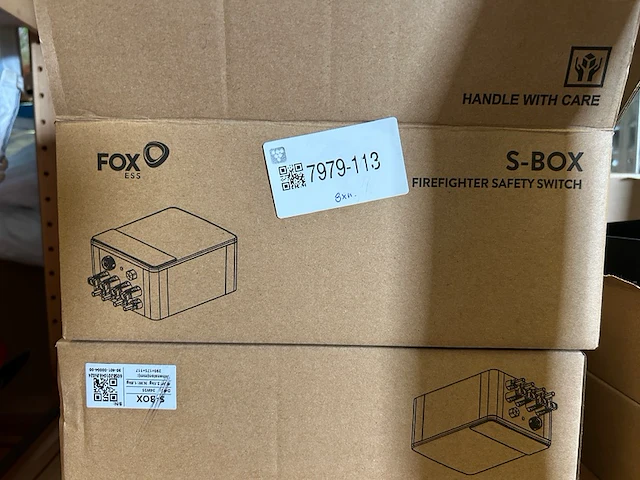 HANDLE WITH CARE
FOX
ESS
7979-113
8xn.
S-BOX
FIREFIGHTER SAFETY SWITCH
S-BOX